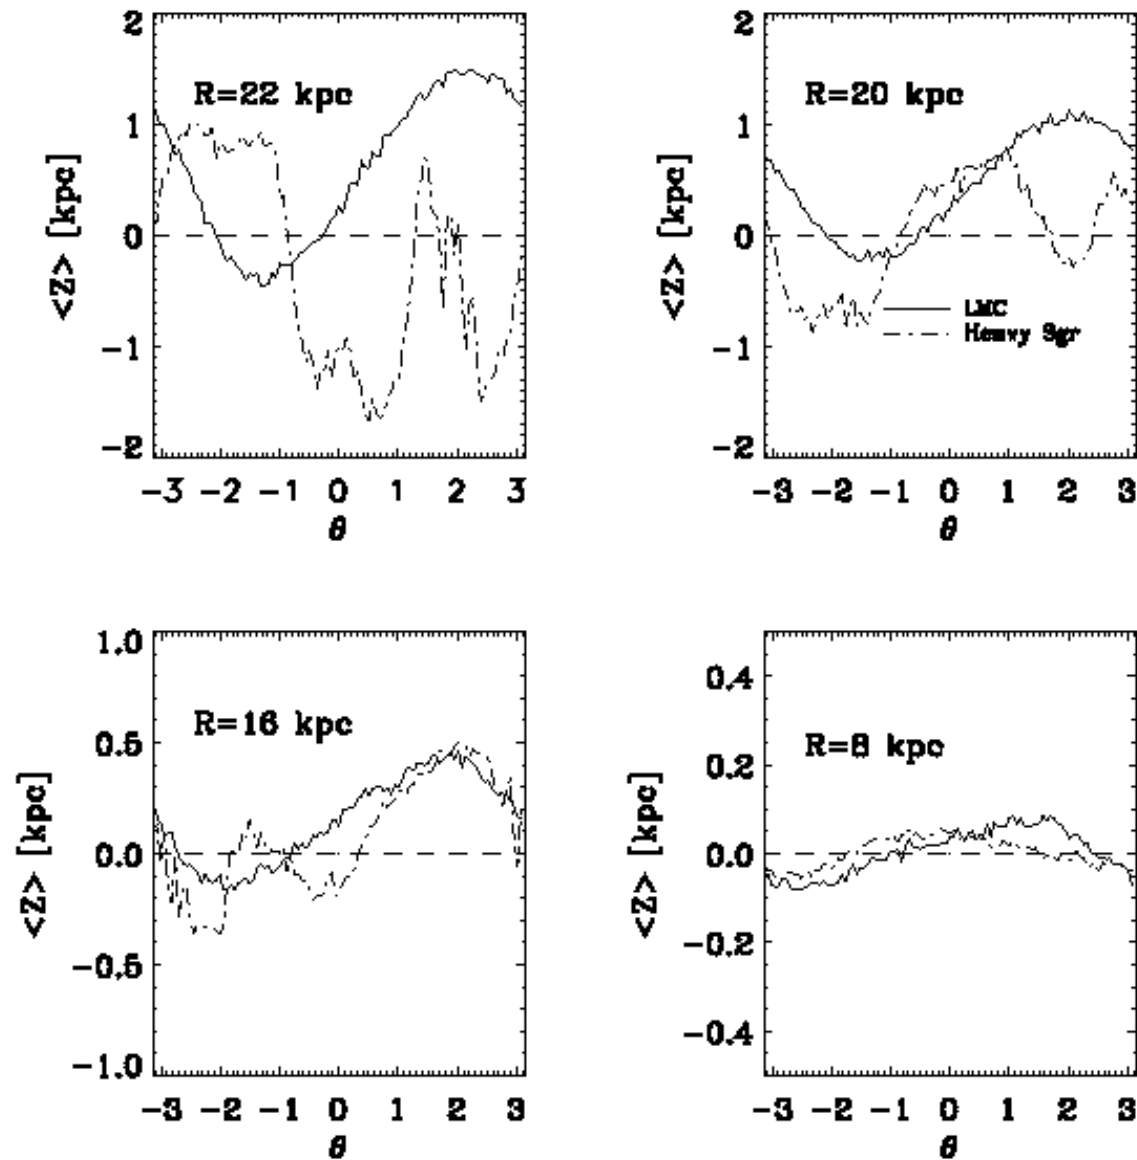 R=22 kpc
<Z> [kpc]
2
1
0
−1
−2
−3 −2 −1 0 1 2 3
θ
R=20 kpc
<Z> [kpc]
2
1
0
−1
−2
LMC
Heavy Sgr
−3 −2 −1 0 1 2 3
θ
R=16 kpc
<Z> [kpc]
1.0
0.5
0.0
−0.5
−1.0
−3 −2 −1 0 1 2 3
θ
R=8 kpc
<Z> [kpc]
0.4
0.2
0.0
−0.2
−0.4
−3 −2 −1 0 1 2 3
θ